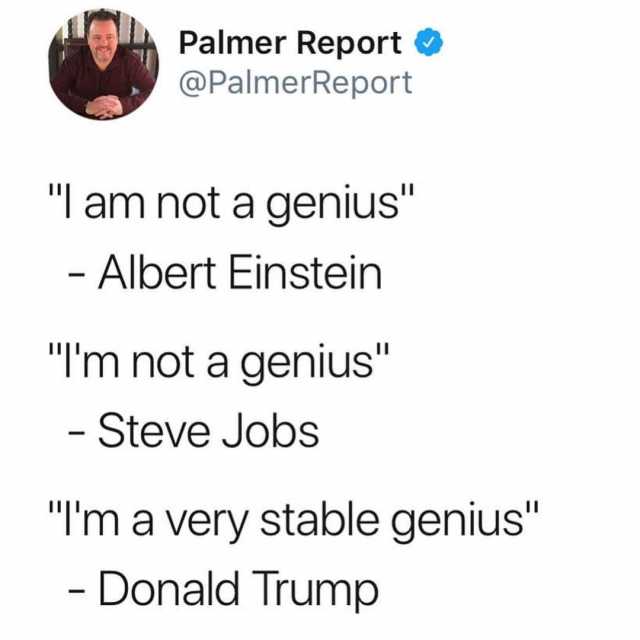 Palmer Report
@PalmerReport
"I am not a genius"
- Albert Einstein
"I'm not a genius"
- Steve Jobs
"I'm a very stable genius"
- Donald Trump